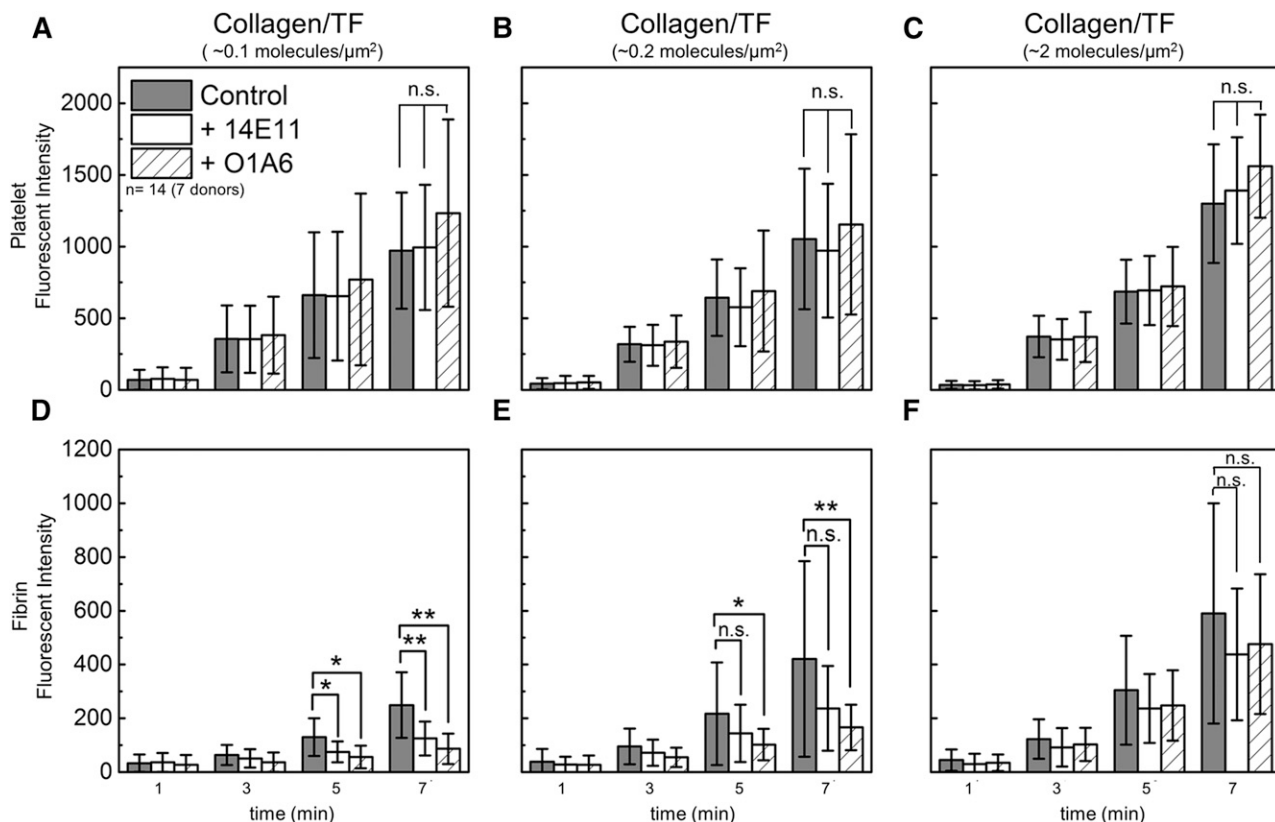 A
Collagen/TF
( ~0.1 molecules/µm²)
B
Collagen/TF
(~0.2 molecules/µm²)
C
Collagen/TF
(~2 molecules/µm²)
Platelet
Fluorescent Intensity
2000
1500
1000
500
0
Control
+ 14E11
+ O1A6
n= 14 (7 donors)
n.s.
n.s.
n.s.
D
E
F
Fibrin
Fluorescent Intensity
1200
1000
800
600
400
200
0
*
*
**
**
*
n.s.
**
n.s.
n.s.
n.s.
1 3 5 7
1 3 5 7
1 3 5 7
time (min)
time (min)
time (min)